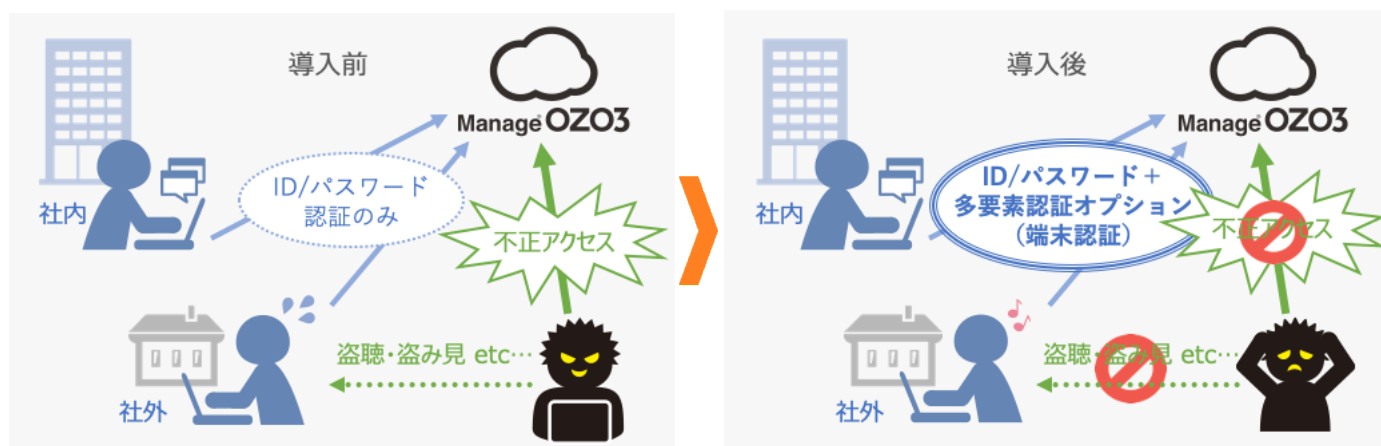 導入前
Manage OZO3
ID/パスワード
認証のみ
社内
不正アクセス
盗聴・盗み見 etc…
社外
導入後
Manage OZO3
ID/パスワード＋
多要素認証オプション
（端末認証）
社内
不正アクセス
盗聴・盗み見 etc…
社外